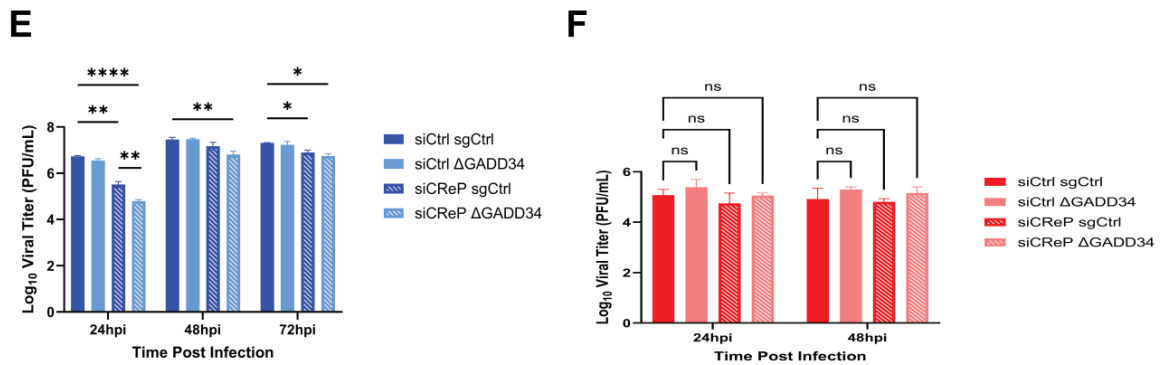 E
****
*
**
**
*
**
8
6
4
2
0
Log10 Viral Titer (PFU/mL)
24hpi
48hpi
72hpi
Time Post Infection
siCtrl sgCtrl
siCtrl ΔGADD34
siCReP sgCtrl
siCReP ΔGADD34
F
ns
ns
ns
ns
ns
ns
8
6
4
2
0
Log₁₀ Viral Titer (PFU/mL)
24hpi
48hpi
Time Post Infection
siCtrl sgCtrl
siCtrl ΔGADD34
siCReP sgCtrl
siCReP ΔGADD34